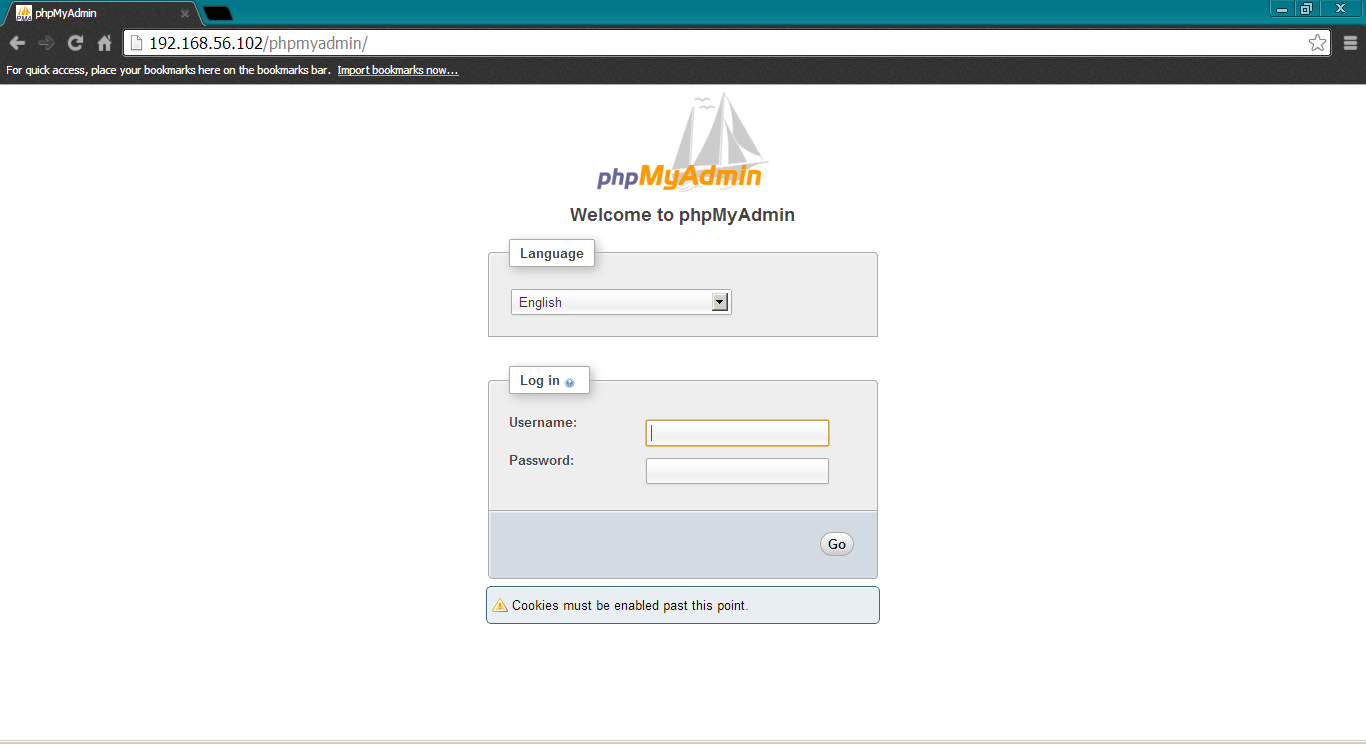 phpMyAdmin
192.168.56.102/phpmyadmin/
For quick access, place your bookmarks here on the bookmarks bar. Import bookmarks now...
phpMyAdmin
Welcome to phpMyAdmin
Language
English
Log in
Username:
Password:
Go
Cookies must be enabled past this point.